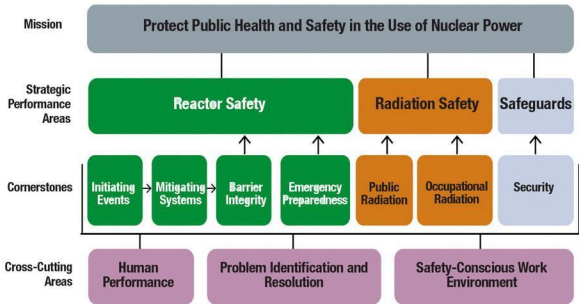 Mission
Protect Public Health and Safety in the Use of Nuclear Power
Strategic
Performance
Areas
Reactor Safety
Radiation Safety
Safeguards
Cornerstones
Initiating
Events
Mitigating
Systems
Barrier
Integrity
Emergency
Preparedness
Public
Radiation
Occupational
Radiation
Security
Cross-Cutting
Areas
Human
Performance
Problem Identification and
Resolution
Safety-Conscious Work
Environment